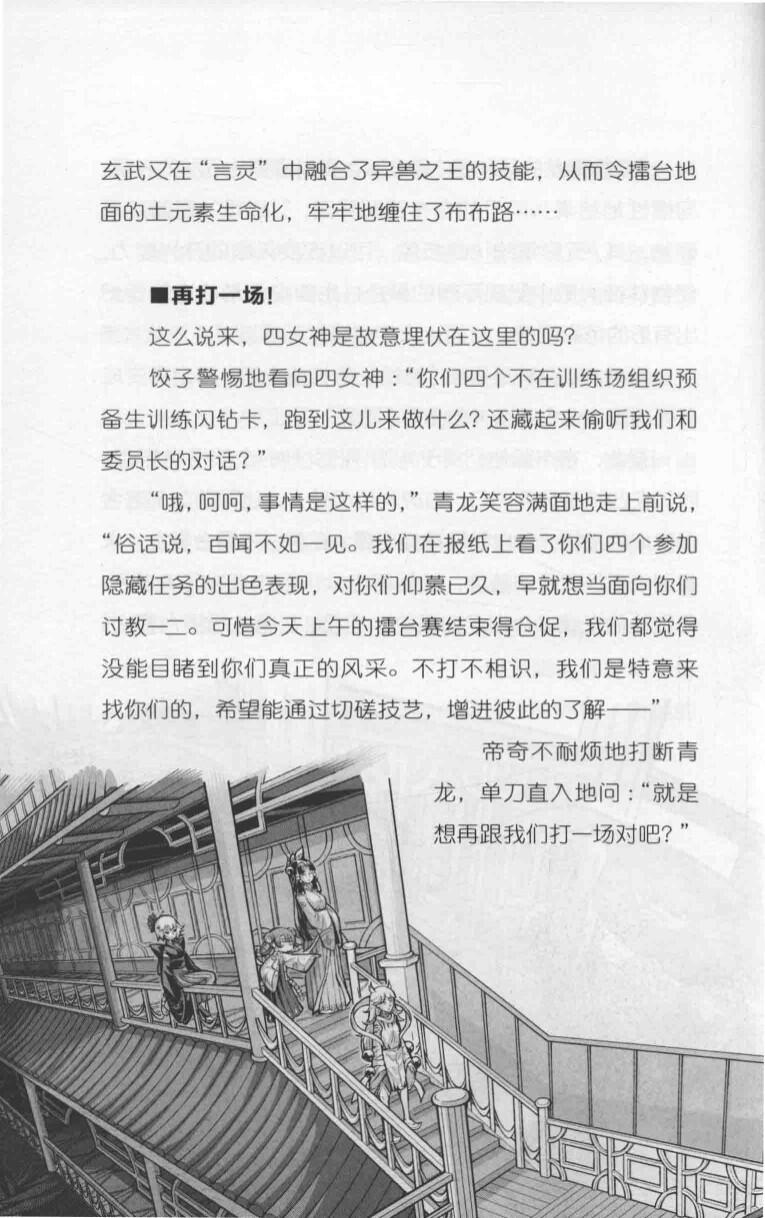 玄武又在“言灵”中融合了异兽之王的技能，从而令擂台地
面的土元素生命化，牢牢地缠住了布布路……
■再打一场！
这么说来，四女神是故意埋伏在这里的吗？
饺子警惕地看向四女神：“你们四个不在训练场组织预
备生训练闪钻卡，跑到这儿来做什么？还藏起来偷听我们和
委员长的对话？”
“哦，呵呵，事情是这样的，”青龙笑容满面地走上前说，
“俗话说，百闻不如一见。我们在报纸上看了你们四个参加
隐藏任务的出色表现，对你们仰慕已久，早就想当面向你们
讨教一二。可惜今天上午的擂台赛结束得仓促，我们都觉得
没能目睹到你们真正的风采。不打不相识，我们是特意来
找你们的，希望能通过切磋技艺，增进彼此的了解——”
帝奇不耐烦地打断青
龙，单刀直入地问：“就是
想再跟我们打一场对吧？”